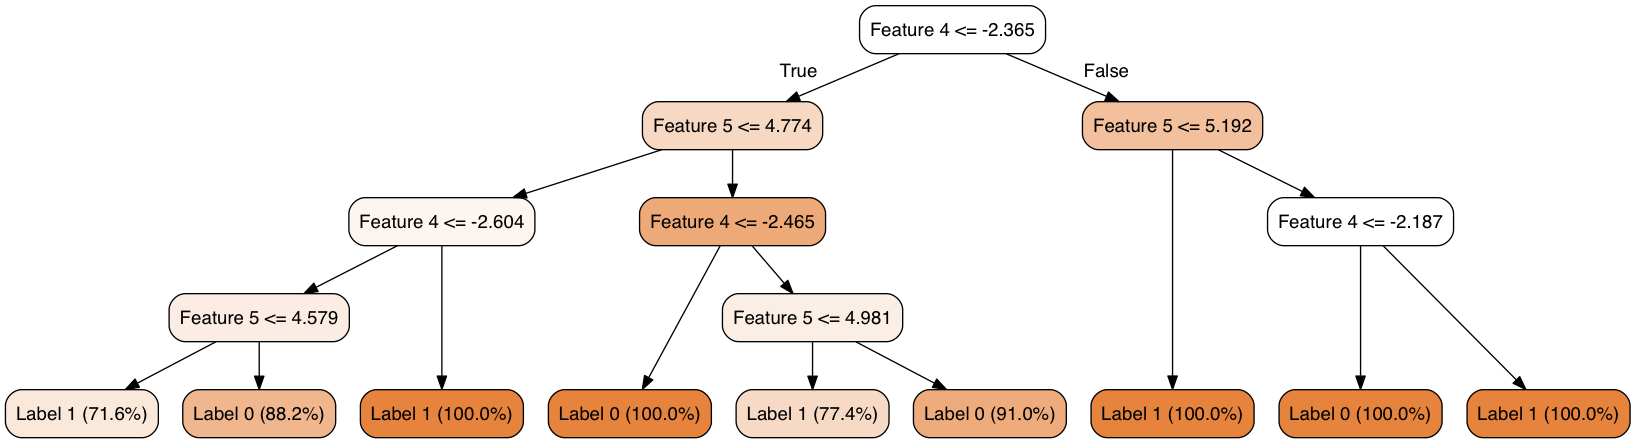 Feature 4 <= -2.365
True
False
Feature 5 <= 4.774
Feature 5 <= 5.192
Feature 4 <= -2.604
Feature 4 <= -2.465
Feature 4 <= -2.187
Feature 5 <= 4.579
Feature 5 <= 4.981
Label 1 (71.6%)
Label 0 (88.2%)
Label 1 (100.0%)
Label 0 (100.0%)
Label 1 (77.4%)
Label 0 (91.0%)
Label 1 (100.0%)
Label 0 (100.0%)
Label 1 (100.0%)